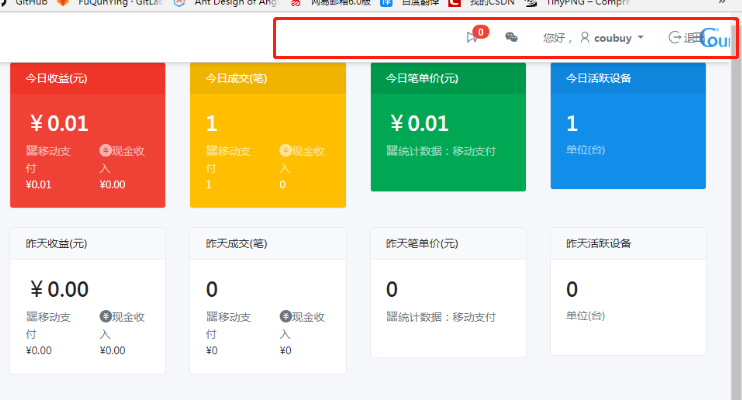 GitHub
FuQunYing – GitLab
Ant Design of Ang
网易邮箱6.0版
译
百度翻译
C
我的CSDN
TinyPNG – Compre
»
0
您好， coubuy
退出
Cour
今日收益(元)
今日成交(笔)
今日笔单价(元)
今日活跃设备
￥0.01
1
￥0.01
1
移动支付
¥现金收入
移动支付
¥现金收入
统计数据：移动支付
单位(台)
¥0.01
¥0.00
1
0
昨天收益(元)
昨天成交(笔)
昨天笔单价(元)
昨天活跃设备
￥0.00
0
0
0
移动支付
¥现金收入
移动支付
¥现金收入
统计数据：移动支付
单位(台)
¥0.00
¥0.00
¥0
¥0